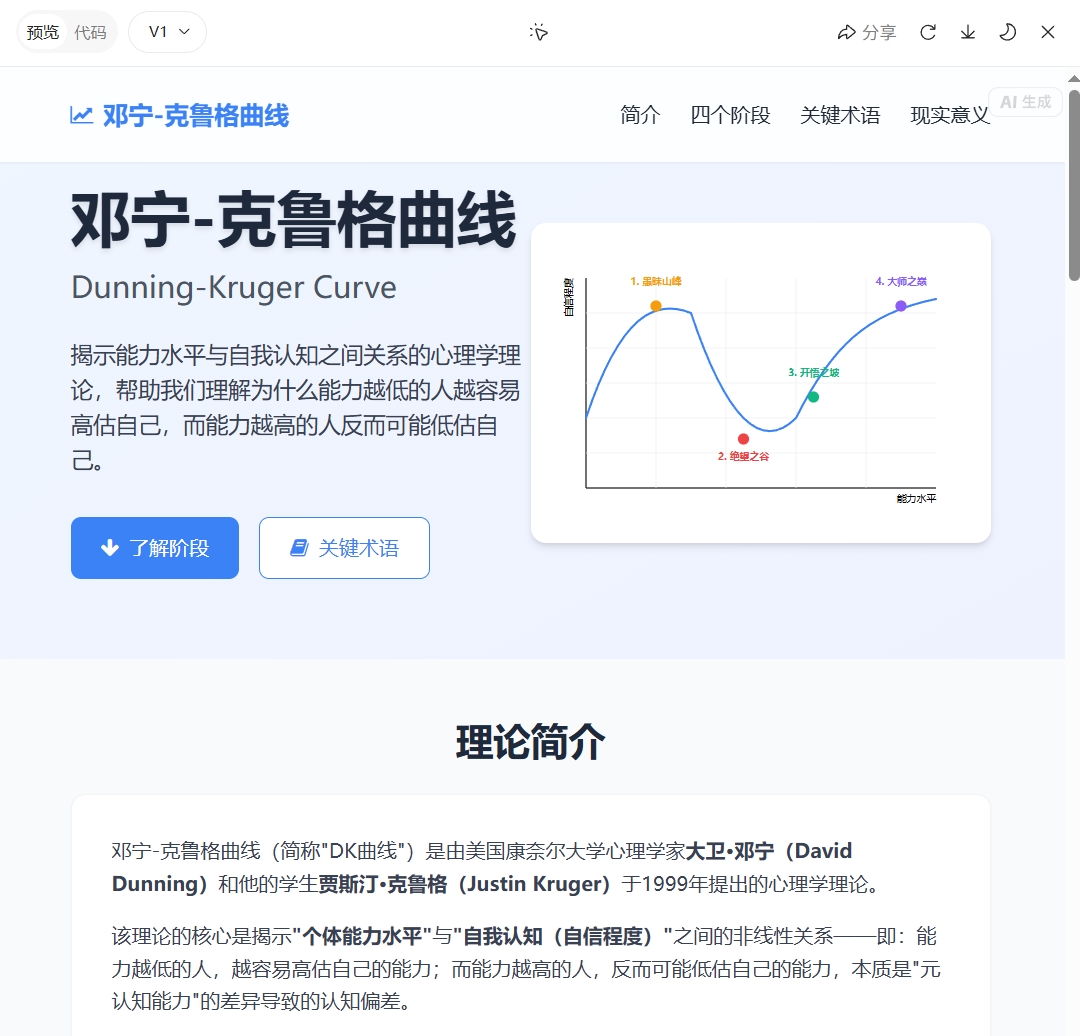 预览 代码 V1 分享
邓宁-克鲁格曲线 简介 四个阶段 关键术语 现实意义 AI 生成
邓宁-克鲁格曲线
Dunning-Kruger Curve
揭示能力水平与自我认知之间关系的心理学理
论，帮助我们理解为什么能力越低的人越容易
高估自己，而能力越高的人反而可能低估自
己。
了解阶段 关键术语
自信程度
1. 愚昧山峰
4. 大师之巅
3. 开悟之坡
2. 绝望之谷
能力水平
理论简介
邓宁-克鲁格曲线（简称"DK曲线"）是由美国康奈尔大学心理学家大卫•邓宁（David
Dunning）和他的学生贾斯汀•克鲁格（Justin Kruger）于1999年提出的心理学理论。
该理论的核心是揭示"个体能力水平"与"自我认知（自信程度）"之间的非线性关系——即：能
力越低的人，越容易高估自己的能力；而能力越高的人，反而可能低估自己的能力，本质是"元
认知能力"的差异导致的认知偏差。